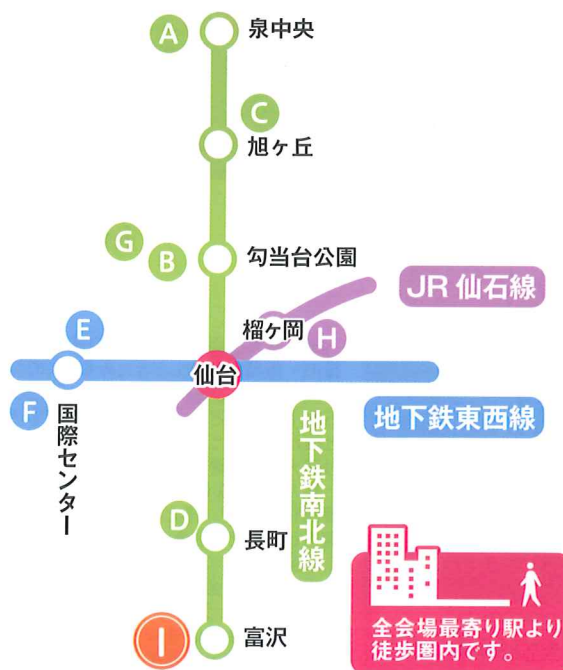 A
泉中央
C
旭ヶ丘
G
B
勾当台公園
JR 仙石線
榴ヶ岡
H
E
仙台
F
国際センター
地下鉄東西線
地下鉄南北線
D
長町
I
富沢
全会場最寄り駅より
徒歩圏内です。